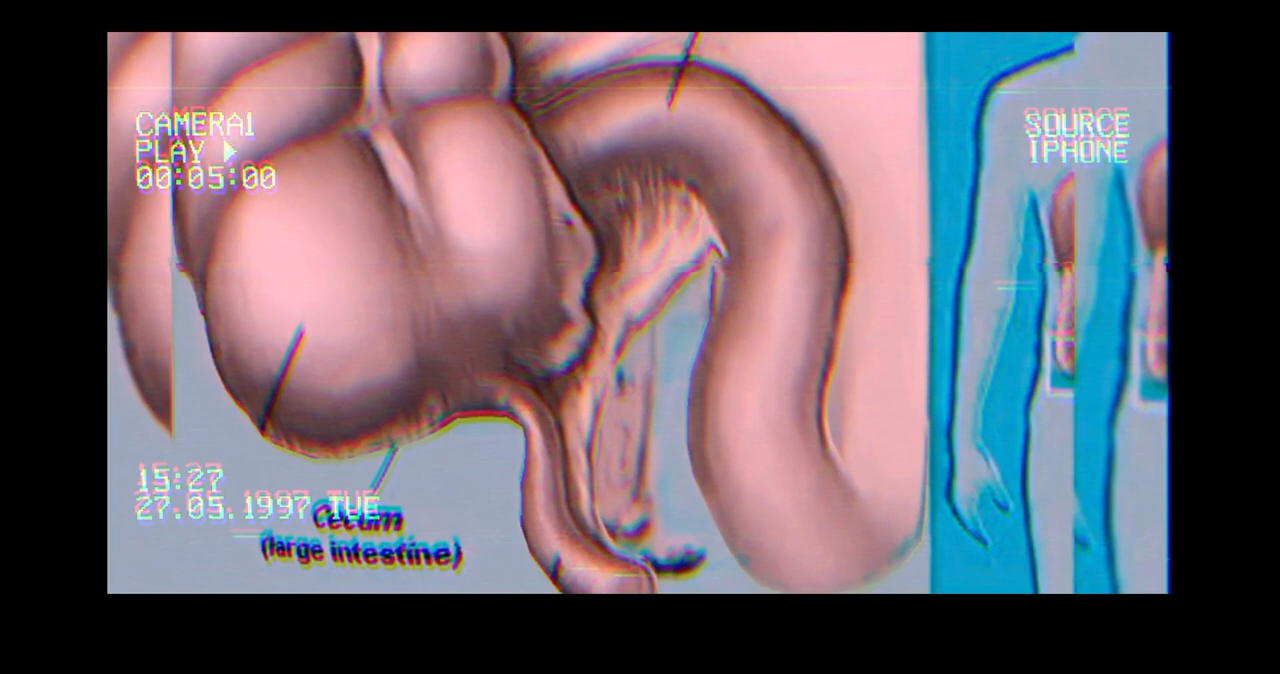 CAMERA1
PLAY
00:05:00
SOURCE
IPHONE
15:27
27.05.1997 TUE
Cecum
(large intestine)